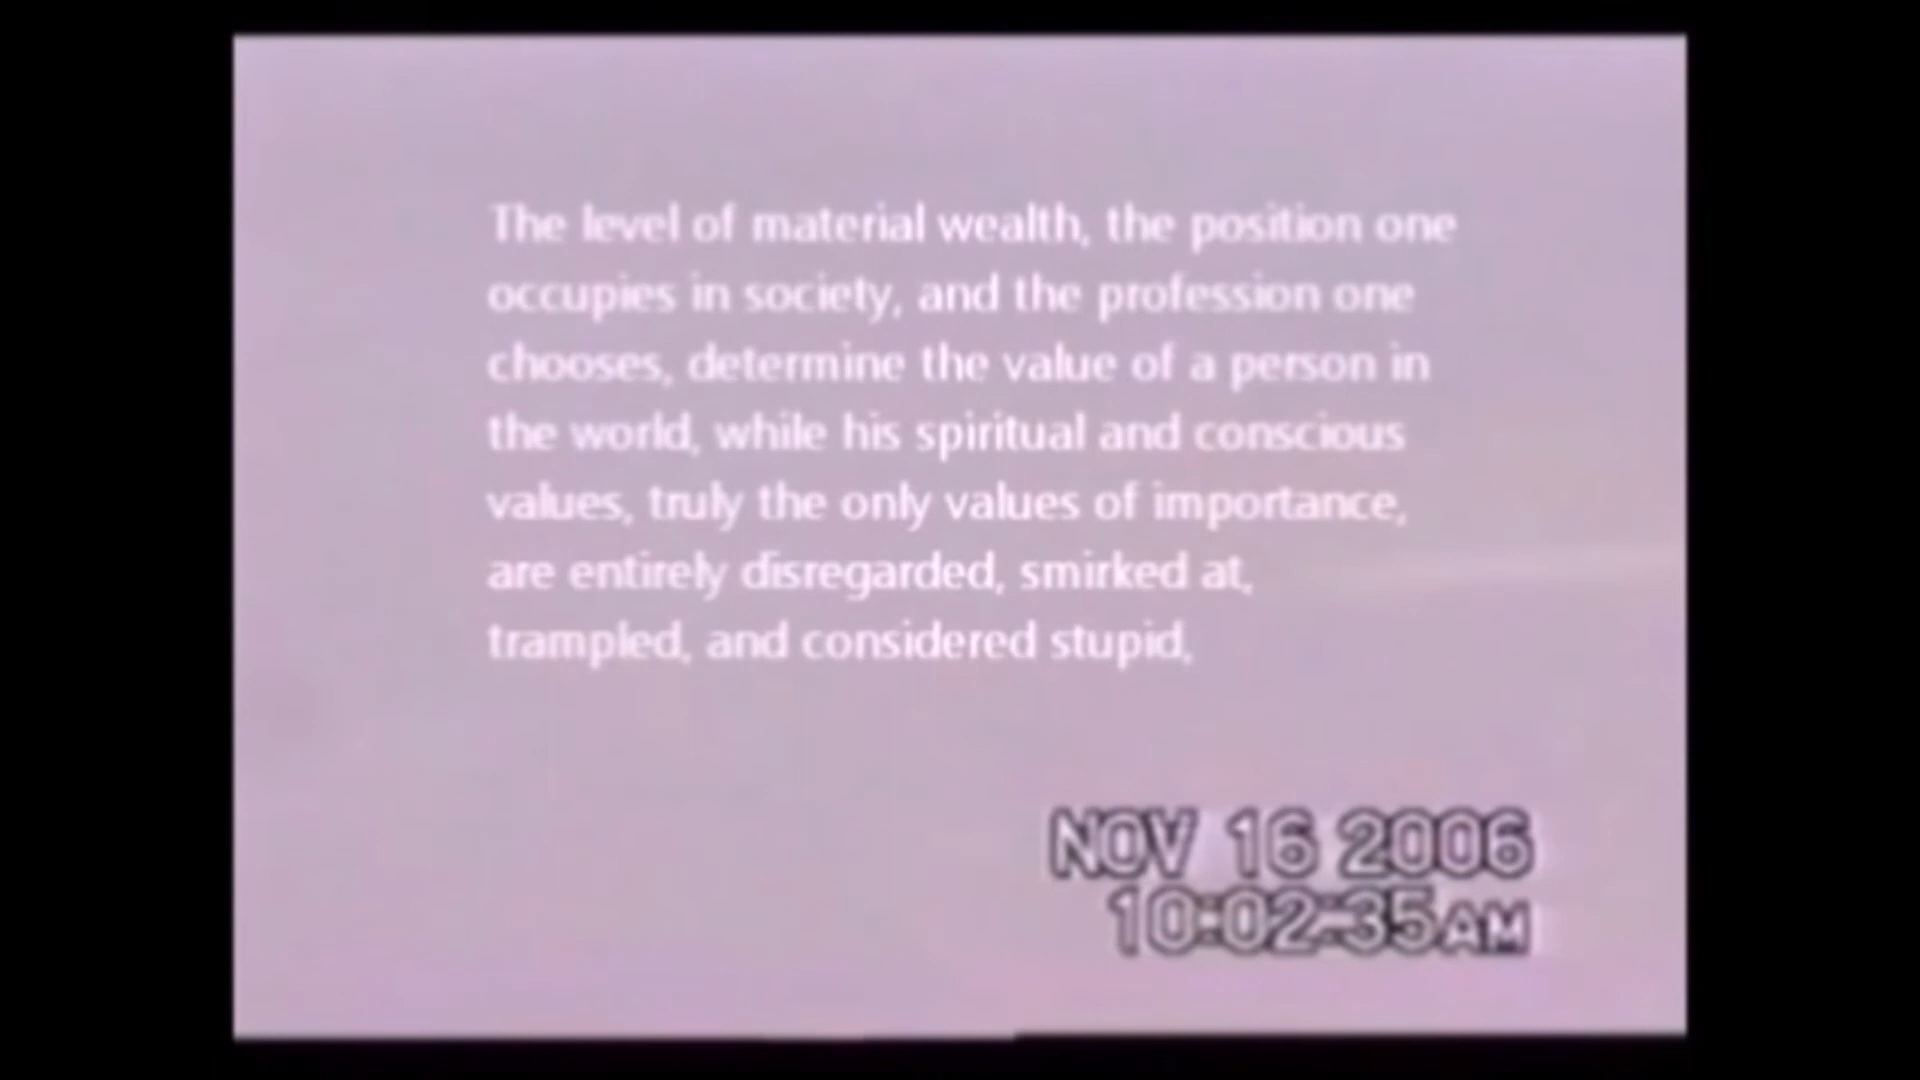 The level of material wealth, the position one
occupies in society, and the profession one
chooses, determine the value of a person in
the world, while his spiritual and conscious
values, truly the only values of importance,
are entirely disregarded, smirked at,
trampled, and considered stupid,
NOV 16 2006
10:02:35AM